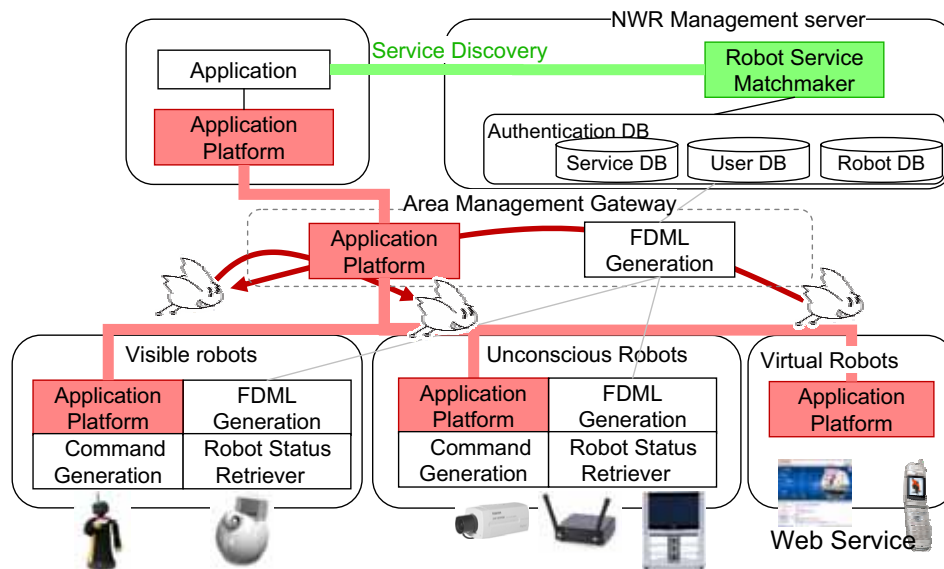 NWR Management server
Service Discovery
Application
Robot Service
Matchmaker
Application
Platform
Authentication DB
Service DB
User DB
Robot DB
Area Management Gateway
Application
Platform
FDML
Generation
Visible robots
Application
Platform
FDML
Generation
Command
Generation
Robot Status
Retriever
Unconscious Robots
Application
Platform
FDML
Generation
Command
Generation
Robot Status
Retriever
Virtual Robots
Application
Platform
Web Service